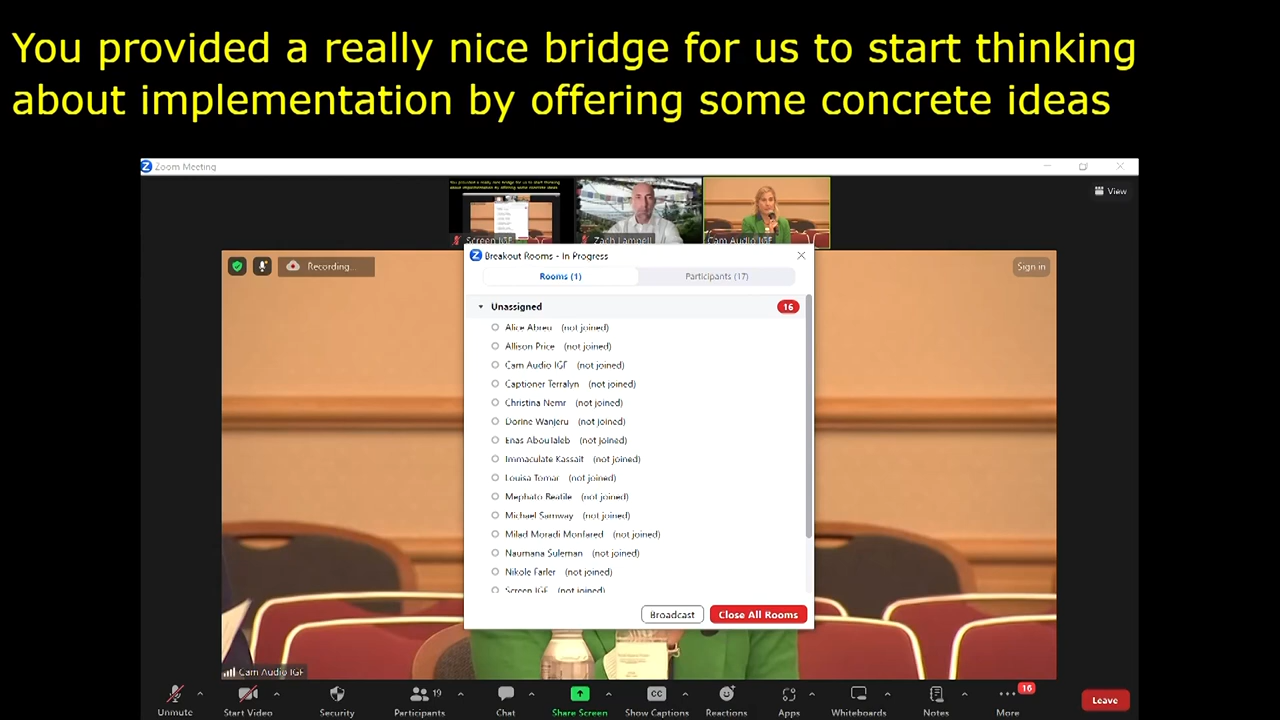 You provided a really nice bridge for us to start thinking
about implementation by offering some concrete ideas
Zoom Meeting
View
Screen IGF
Zach Lampell
Cam Audio IGF
Recording...
Sign in
Breakout Rooms - In Progress
Rooms (1)
Participants (17)
Unassigned
16
Alice Abreu (not joined)
Allison Price (not joined)
Cam Audio IGF (not joined)
Captioner Terralyn (not joined)
Christina Nemr (not joined)
Dorine Wanjeru (not joined)
Enas AbouTaleb (not joined)
Immaculate Kassait (not joined)
Louisa Tomar (not joined)
Mephato Reatile (not joined)
Michael Samway (not joined)
Milad Moradi Monfared (not joined)
Naumana Suleman (not joined)
Nikole Farler (not joined)
Screen IGF (not joined)
Broadcast
Close All Rooms
Cam Audio IGF
Unmute
Start Video
Security
19
Participants
Chat
Share Screen
CC
Show Captions
Reactions
Apps
Whiteboards
Notes
16
More
Leave